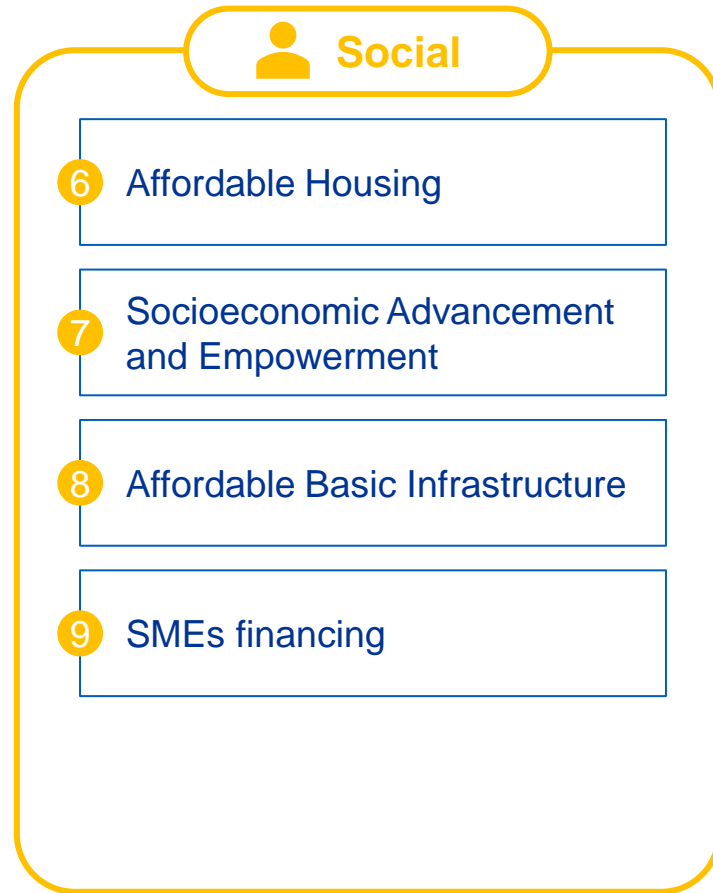 Social
6
Affordable Housing
7
Socioeconomic Advancement
and Empowerment
8
Affordable Basic Infrastructure
9
SMEs financing